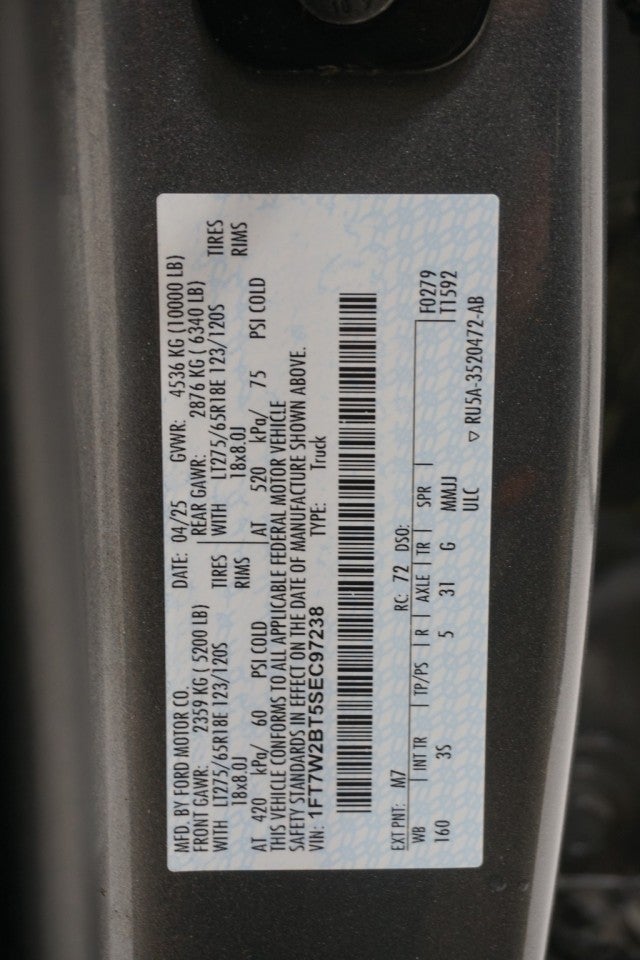 MFD. BY FORD MOTOR CO. DATE: 04/25 GVWR: 4536 KG (10000 LB)
FRONT GAWR: 2359 KG ( 5200 LB) REAR GAWR: 2876 KG ( 6340 LB)
WITH LT275/65R18E 123/120S TIRES WITH LT275/65R18E 123/120S TIRES
18x8.0J RIMS 18x8.0J RIMS
AT 420 kPa/ 60 PSI COLD AT 520 kPa/ 75 PSI COLD
THIS VEHICLE CONFORMS TO ALL APPLICABLE FEDERAL MOTOR VEHICLE
SAFETY STANDARDS IN EFFECT ON THE DATE OF MANUFACTURE SHOWN ABOVE.
VIN: 1FT7W2BT5SEC97238 TYPE: Truck
EXT PNT: M7 RC: 72 DSO:
WB INT TR TP/PS R AXLE TR SPR F0279
160 3S 5 31 G MMJJ T1592
ULC ▽ RU5A-3520472-AB